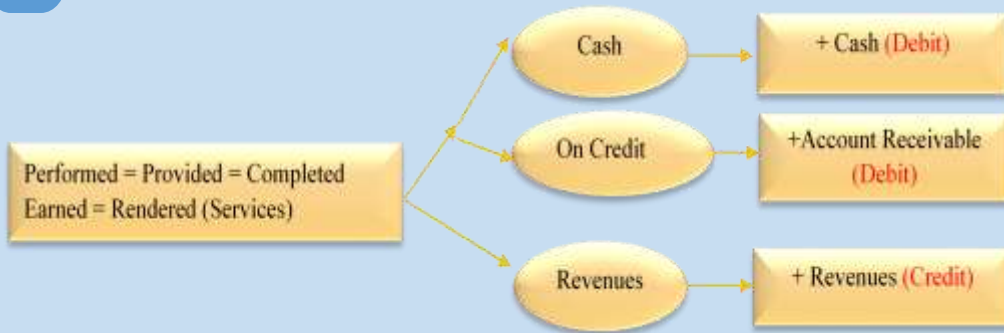 Performed = Provided = Completed
Earned = Rendered (Services)
Cash
+ Cash (Debit)
On Credit
+Account Receivable
(Debit)
Revenues
+ Revenues (Credit)